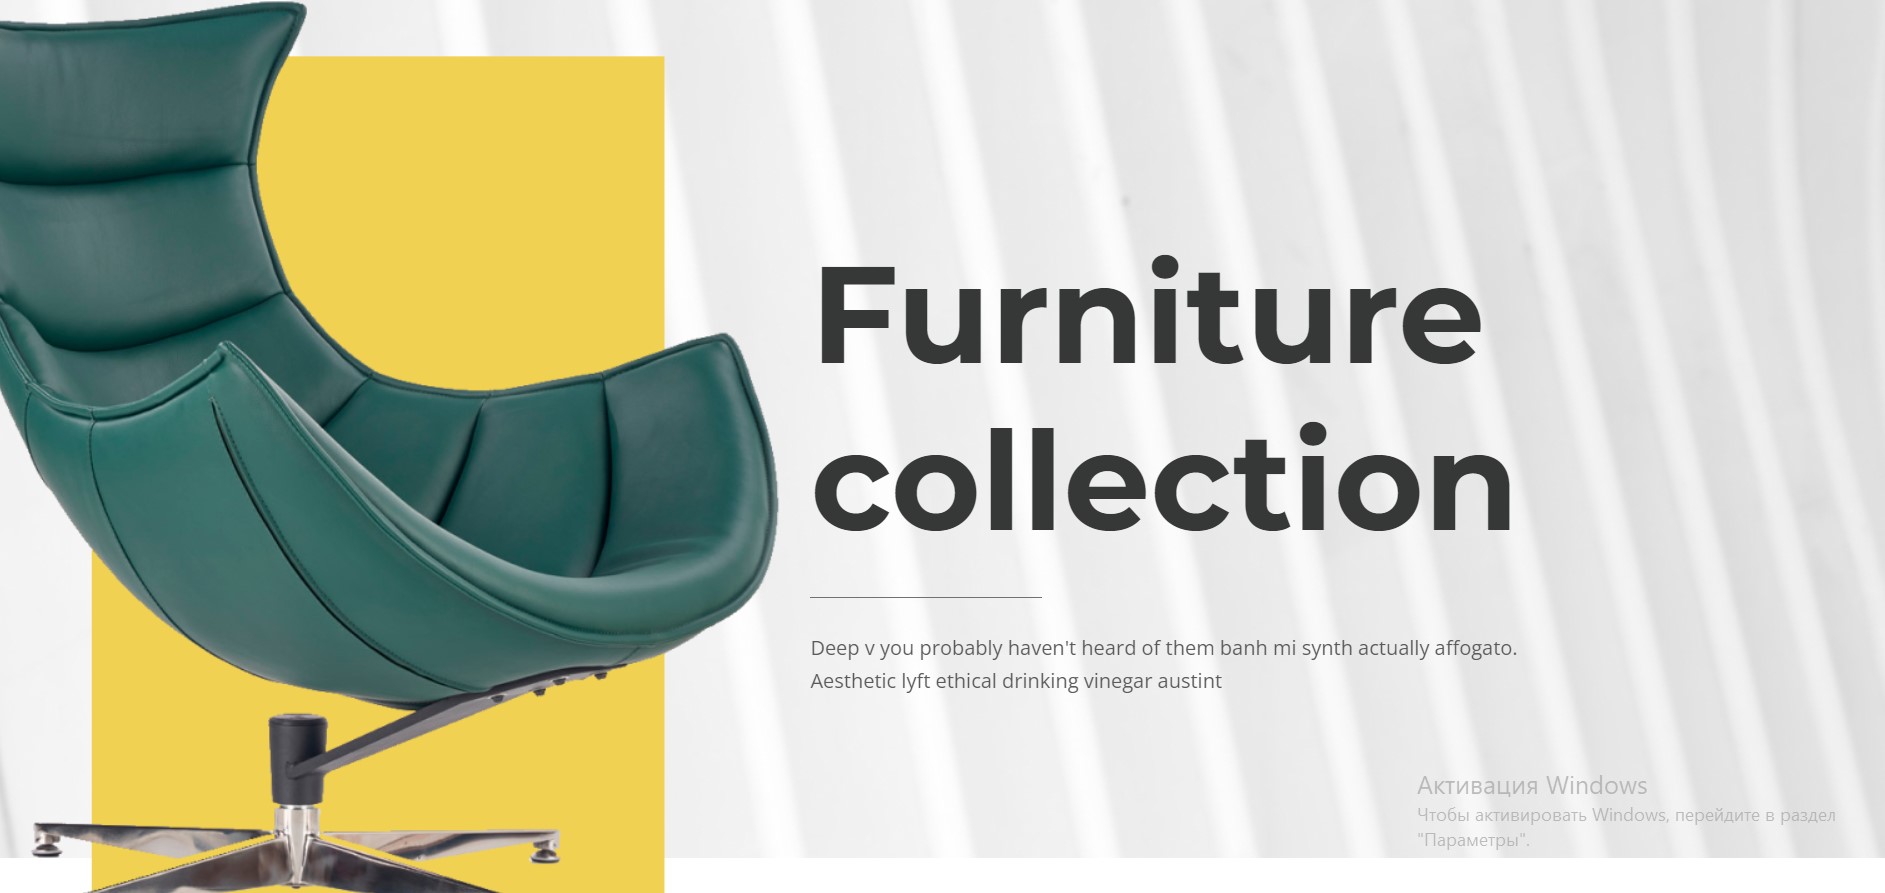 Furniture
collection
Deep v you probably haven't heard of them banh mi synth actually affogato.
Aesthetic lyft ethical drinking vinegar austint
Активация Windows
Чтобы активировать Windows, перейдите в раздел
"Параметры".